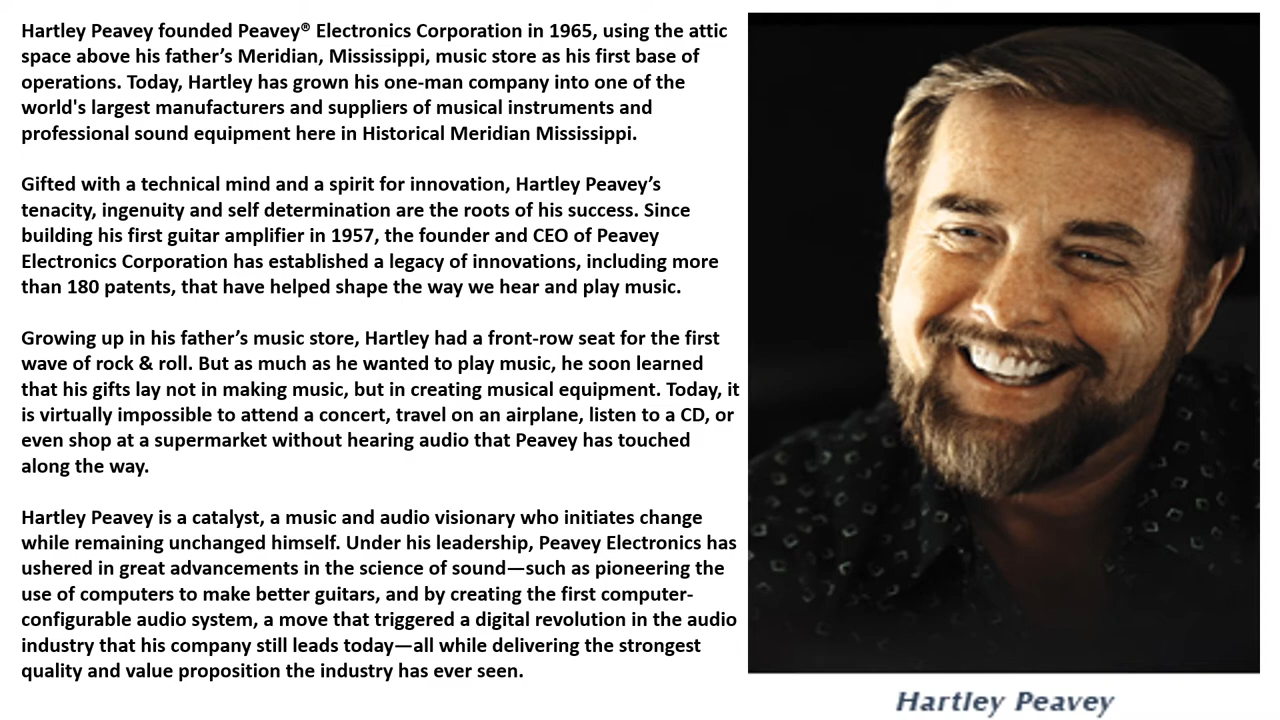 Hartley Peavey founded Peavey® Electronics Corporation in 1965, using the attic
space above his father’s Meridian, Mississippi, music store as his first base of
operations. Today, Hartley has grown his one-man company into one of the
world's largest manufacturers and suppliers of musical instruments and
professional sound equipment here in Historical Meridian Mississippi.
Gifted with a technical mind and a spirit for innovation, Hartley Peavey’s
tenacity, ingenuity and self determination are the roots of his success. Since
building his first guitar amplifier in 1957, the founder and CEO of Peavey
Electronics Corporation has established a legacy of innovations, including more
than 180 patents, that have helped shape the way we hear and play music.
Growing up in his father’s music store, Hartley had a front-row seat for the first
wave of rock & roll. But as much as he wanted to play music, he soon learned
that his gifts lay not in making music, but in creating musical equipment. Today, it
is virtually impossible to attend a concert, travel on an airplane, listen to a CD, or
even shop at a supermarket without hearing audio that Peavey has touched
along the way.
Hartley Peavey is a catalyst, a music and audio visionary who initiates change
while remaining unchanged himself. Under his leadership, Peavey Electronics has
ushered in great advancements in the science of sound—such as pioneering the
use of computers to make better guitars, and by creating the first computer-
configurable audio system, a move that triggered a digital revolution in the audio
industry that his company still leads today—all while delivering the strongest
quality and value proposition the industry has ever seen.
Hartley Peavey